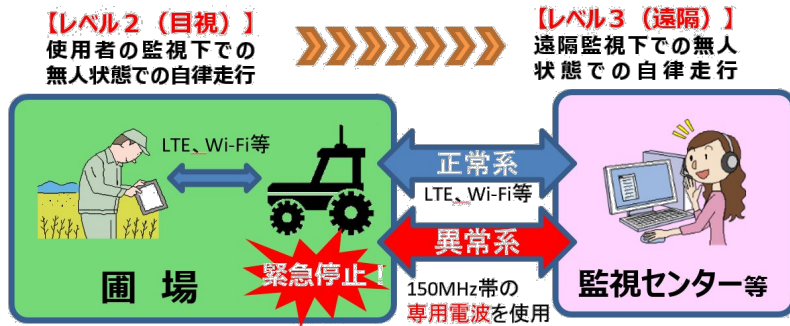 【レベル2（目視）】
使用者の監視下での
無人状態での自律走行
【レベル3（遠隔）】
遠隔監視下での無人
状態での自律走行
LTE、Wi-Fi等
正常系
LTE、Wi-Fi等
異常系
緊急停止！
圃場
150MHz帯の
専用電波を使用
監視センター等